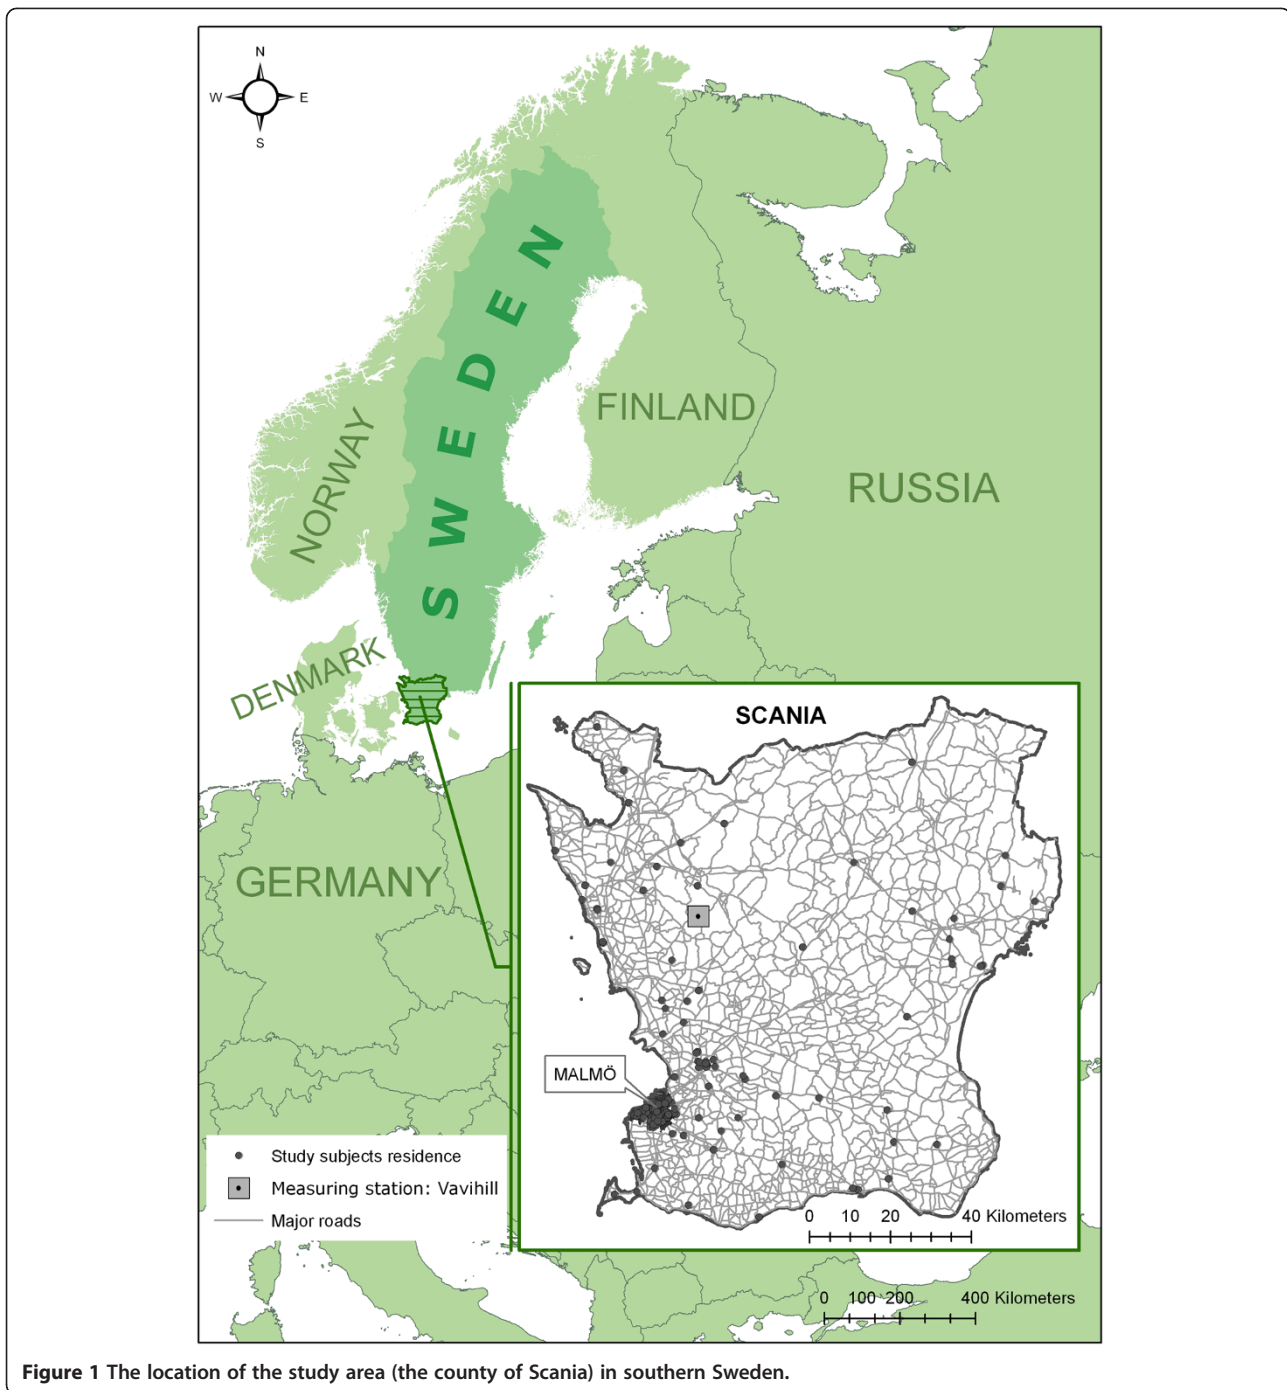 N
W E
S
SWEDEN
FINLAND
NORWAY
RUSSIA
DENMARK
GERMANY
SCANIA
MALMÖ
0 10 20 40 Kilometers
Study subjects residence
Measuring station: Vavihill
Major roads
0 100 200 400 Kilometers
Figure 1 The location of the study area (the county of Scania) in southern Sweden.